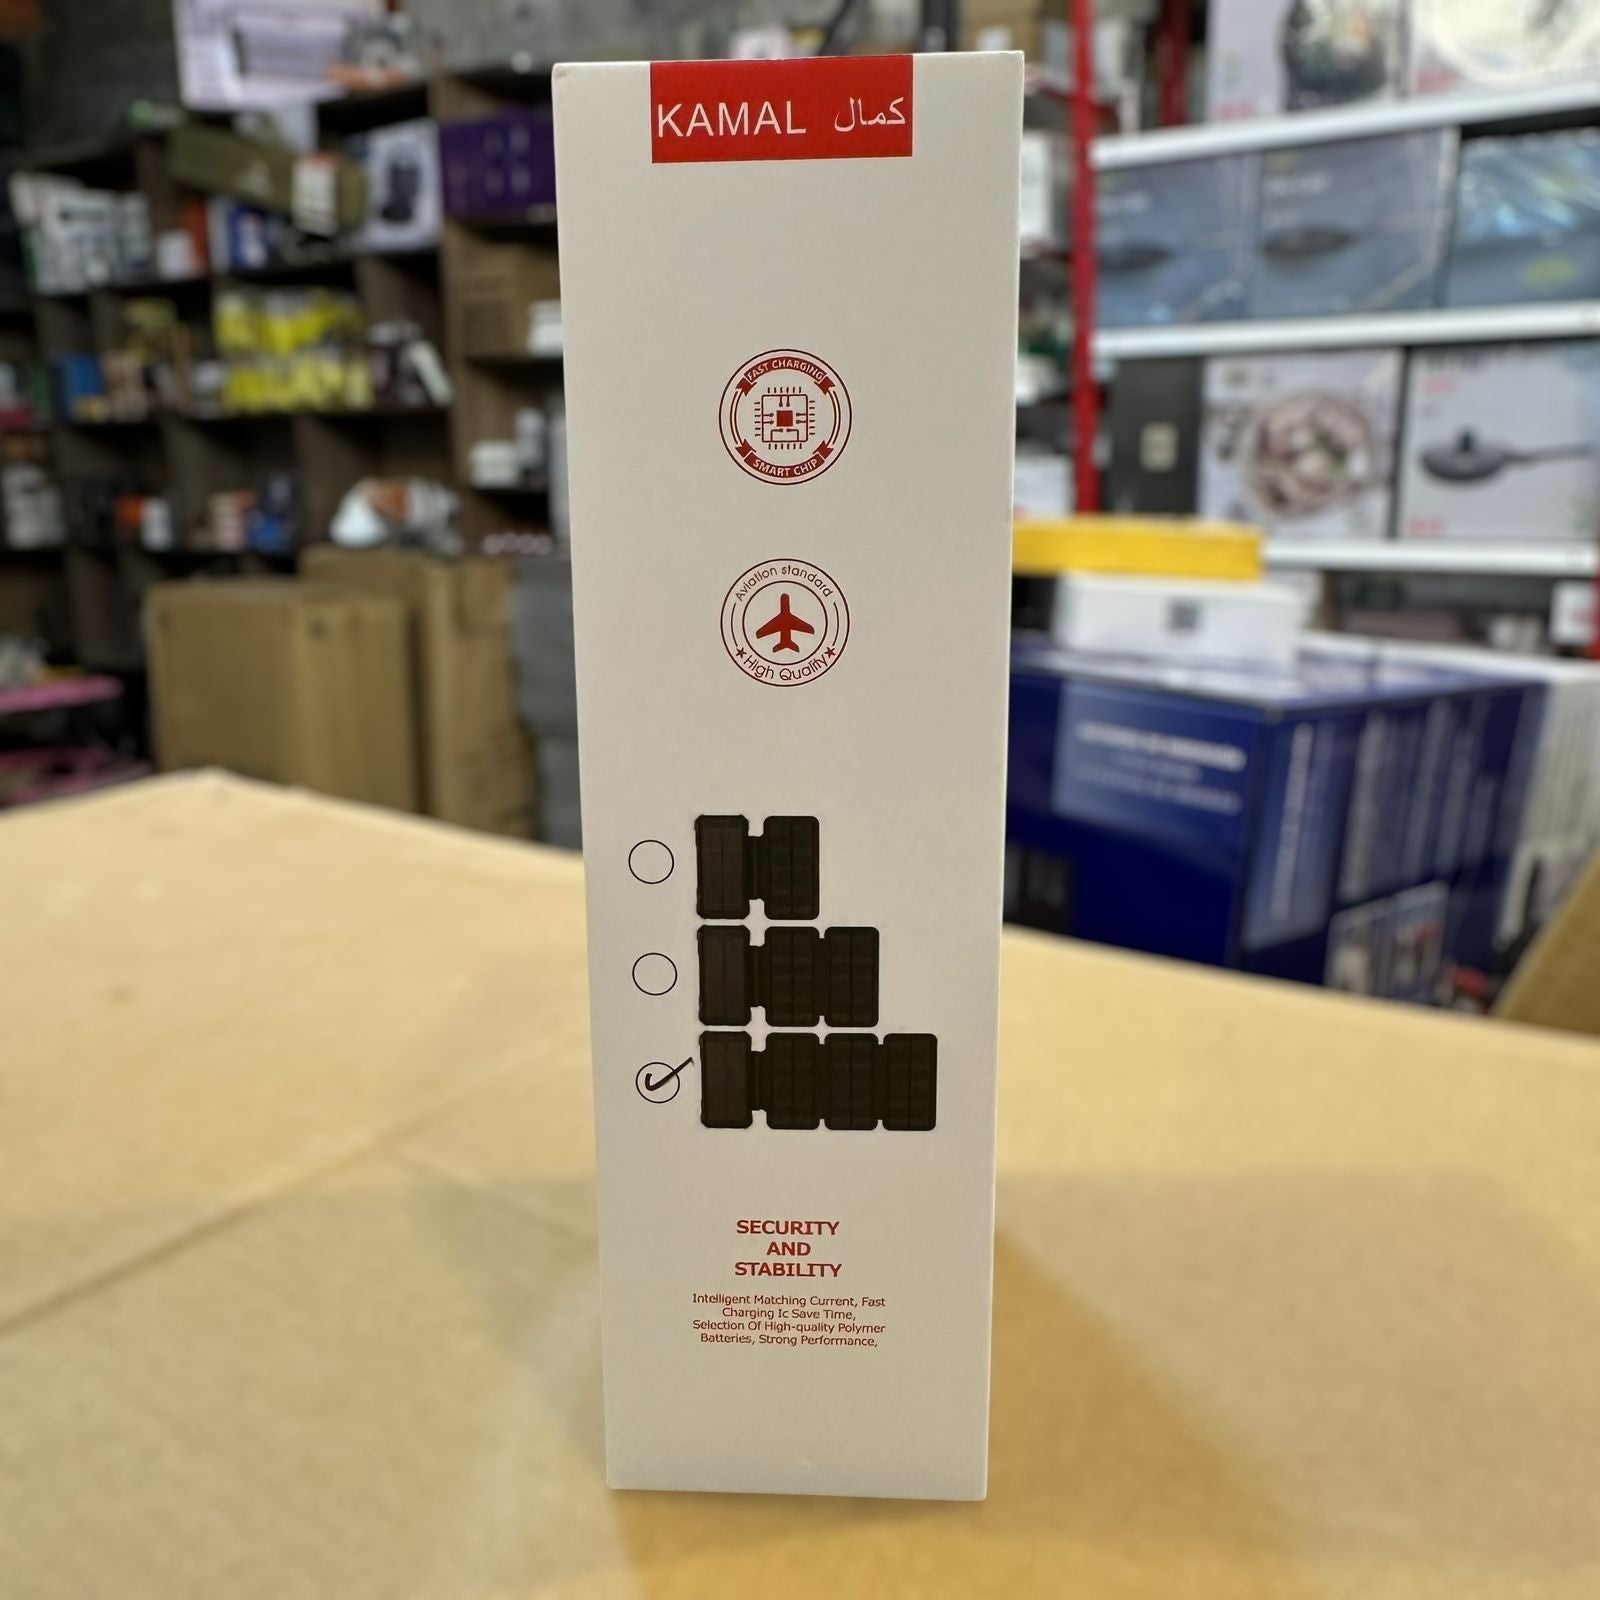 KAMAL كمال
FAST CHARGING
SMART CHIP
Aviation standard
High Quality
SECURITY
AND
STABILITY
Intelligent Matching Current, Fast
Charging Ic Save Time,
Selection Of High-quality Polymer
Batteries, Strong Performance,